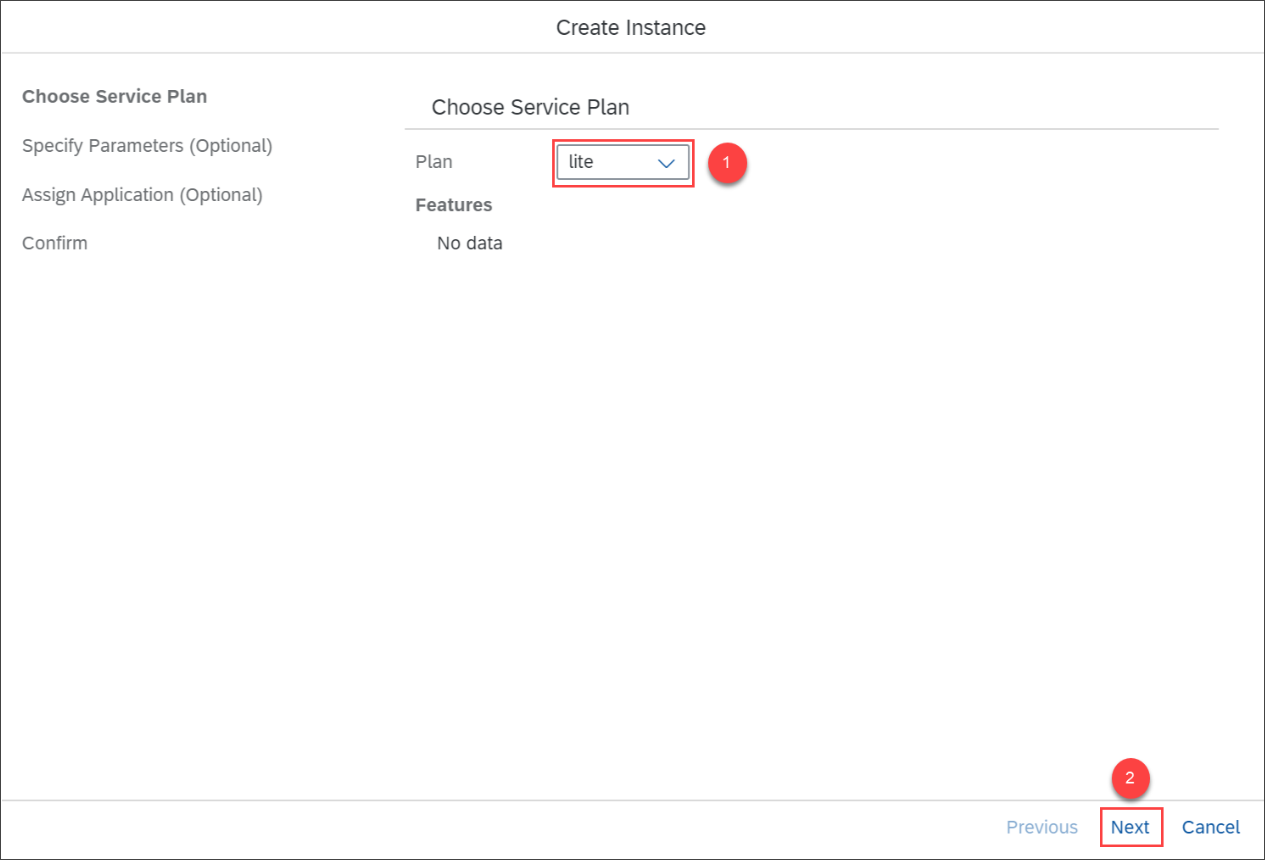 Create Instance
Choose Service Plan
Specify Parameters (Optional)
Assign Application (Optional)
Confirm
Choose Service Plan
Plan lite 1
Features
No data
2
Previous Next Cancel